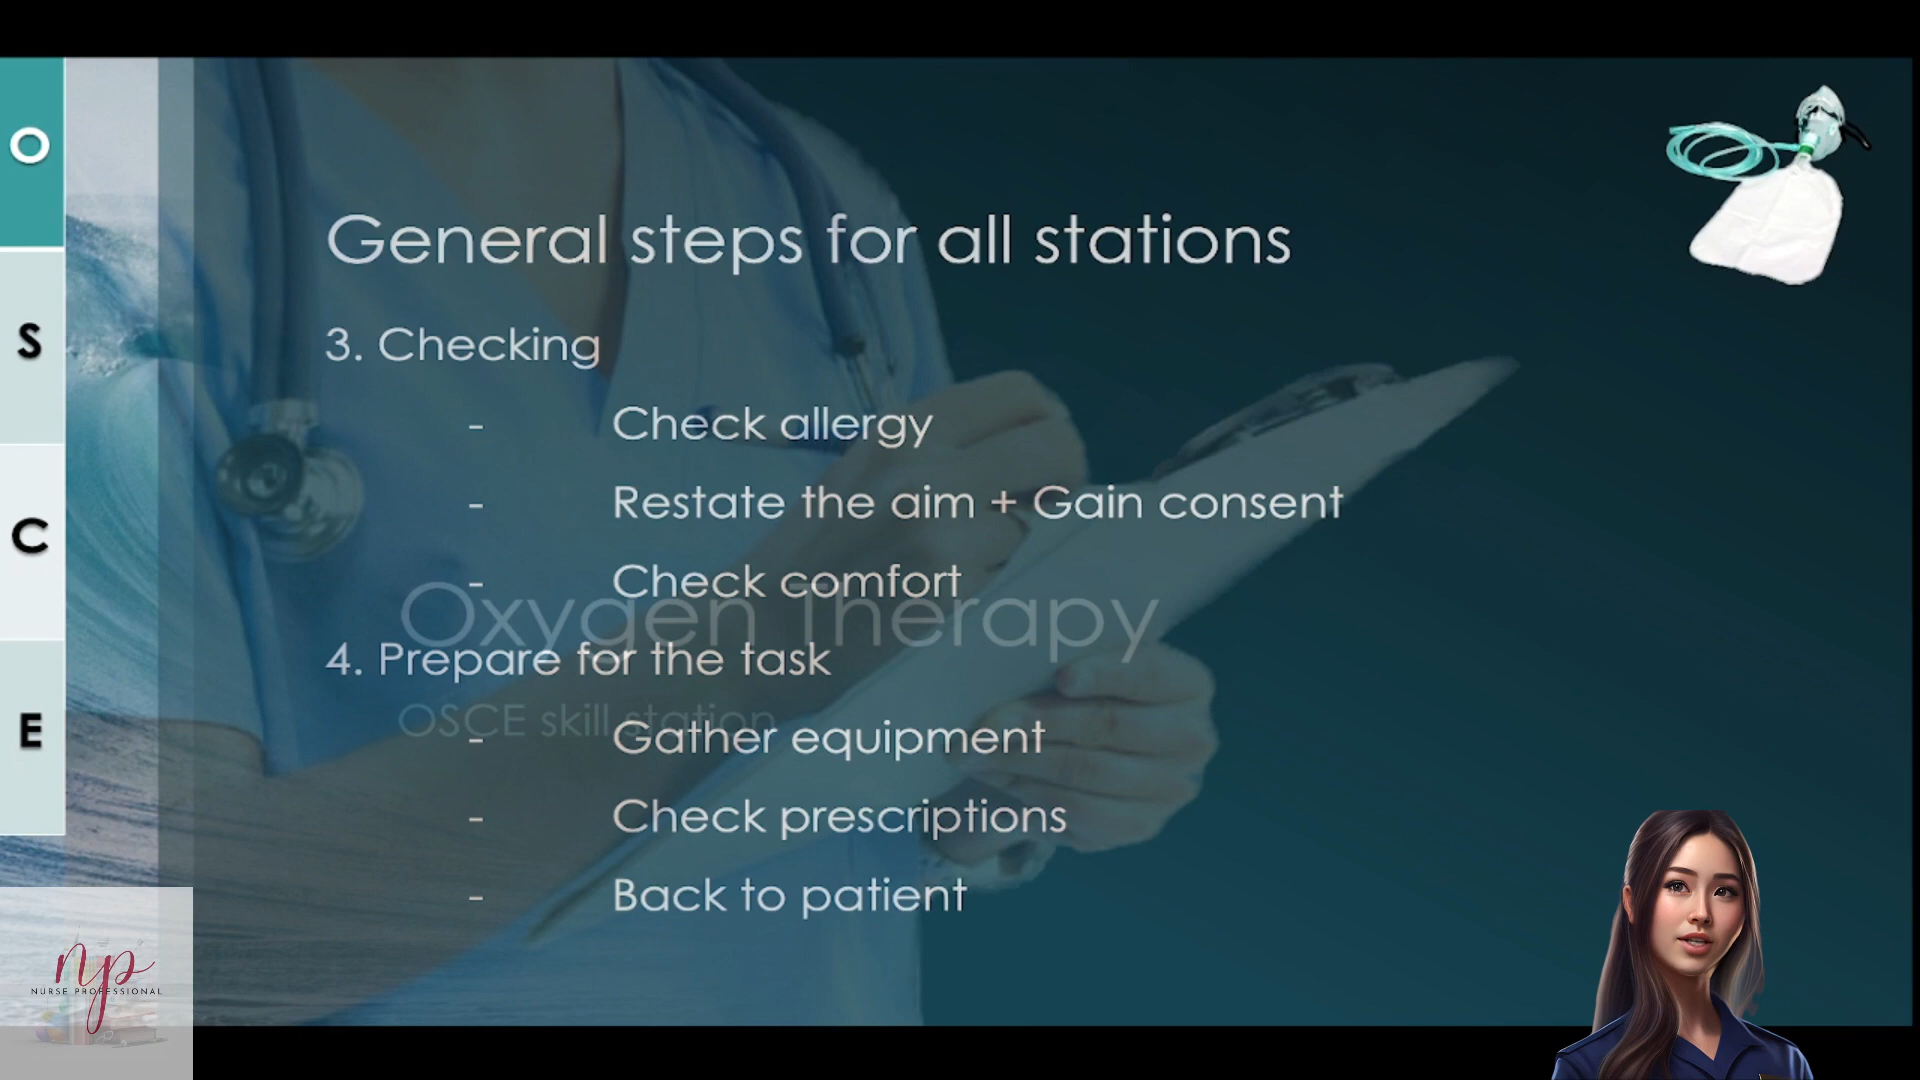 O
S
C
E
General steps for all stations
3. Checking
- Check allergy
- Restate the aim + Gain consent
- Check comfort
Oxygen Therapy
4. Prepare for the task
OSCE skill station
- Gather equipment
- Check prescriptions
- Back to patient
np
NURSE PROFESSIONAL